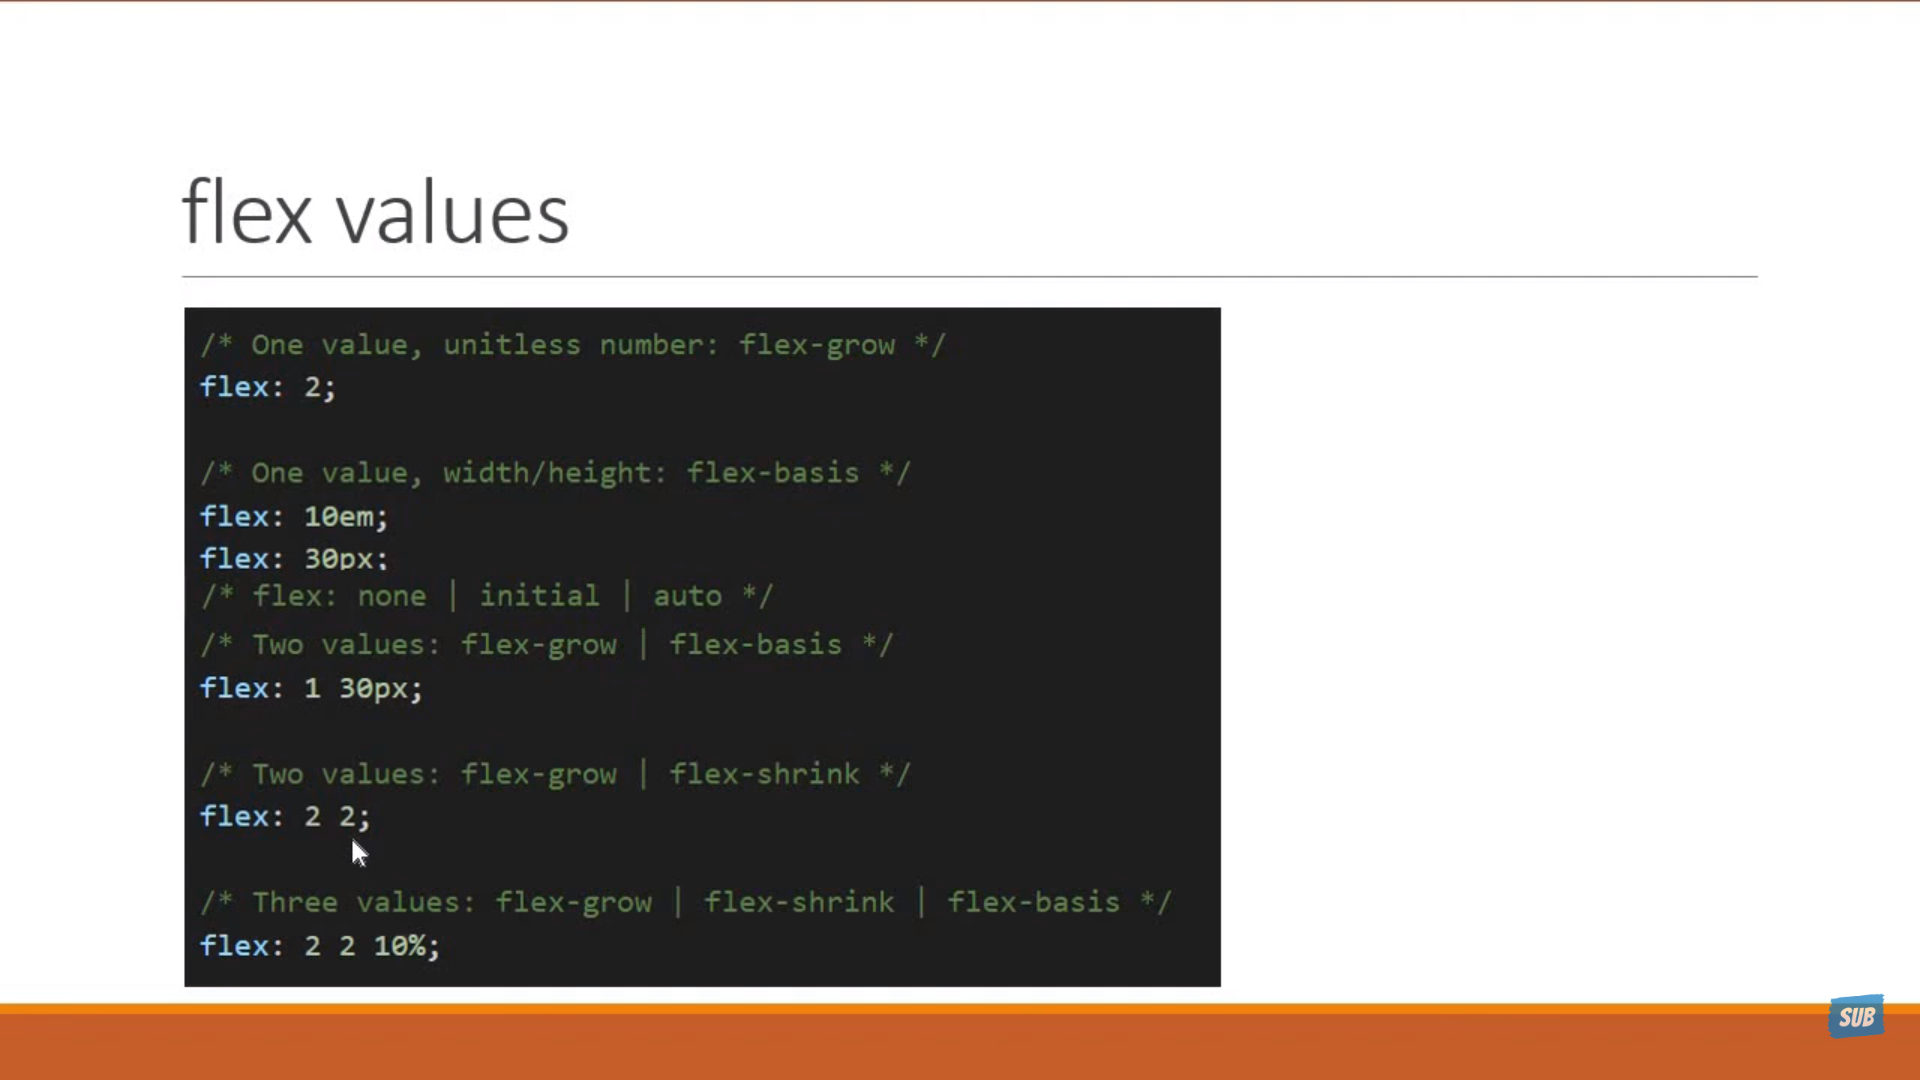 flex values
/* One value, unitless number: flex-grow */
flex: 2;
/* One value, width/height: flex-basis */
flex: 10em;
flex: 30px;
/* flex: none | initial | auto */
/* Two values: flex-grow | flex-basis */
flex: 1 30px;
/* Two values: flex-grow | flex-shrink */
flex: 2 2;
/* Three values: flex-grow | flex-shrink | flex-basis */
flex: 2 2 10%;
SUB